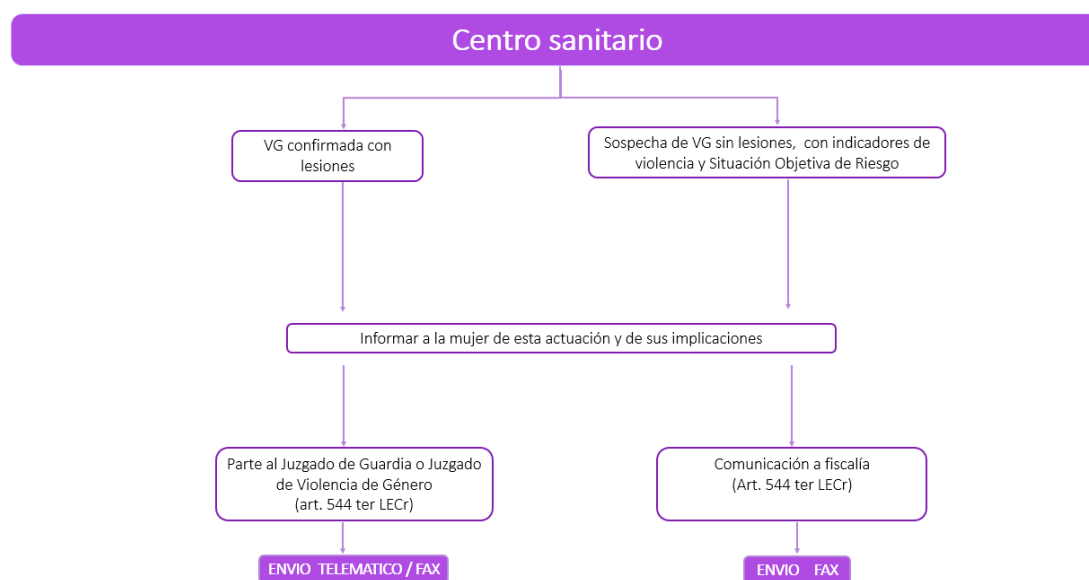 Centro sanitario
VG confirmada con
lesiones
Sospecha de VG sin lesiones, con indicadores de
violencia y Situación Objetiva de Riesgo
Informar a la mujer de esta actuación y de sus implicaciones
Parte al Juzgado de Guardia o Juzgado
de Violencia de Género
(art. 544 ter LECr)
Comunicación a fiscalía
(Art. 544 ter LECr)
ENVIO TELEMATICO / FAX
ENVIO FAX